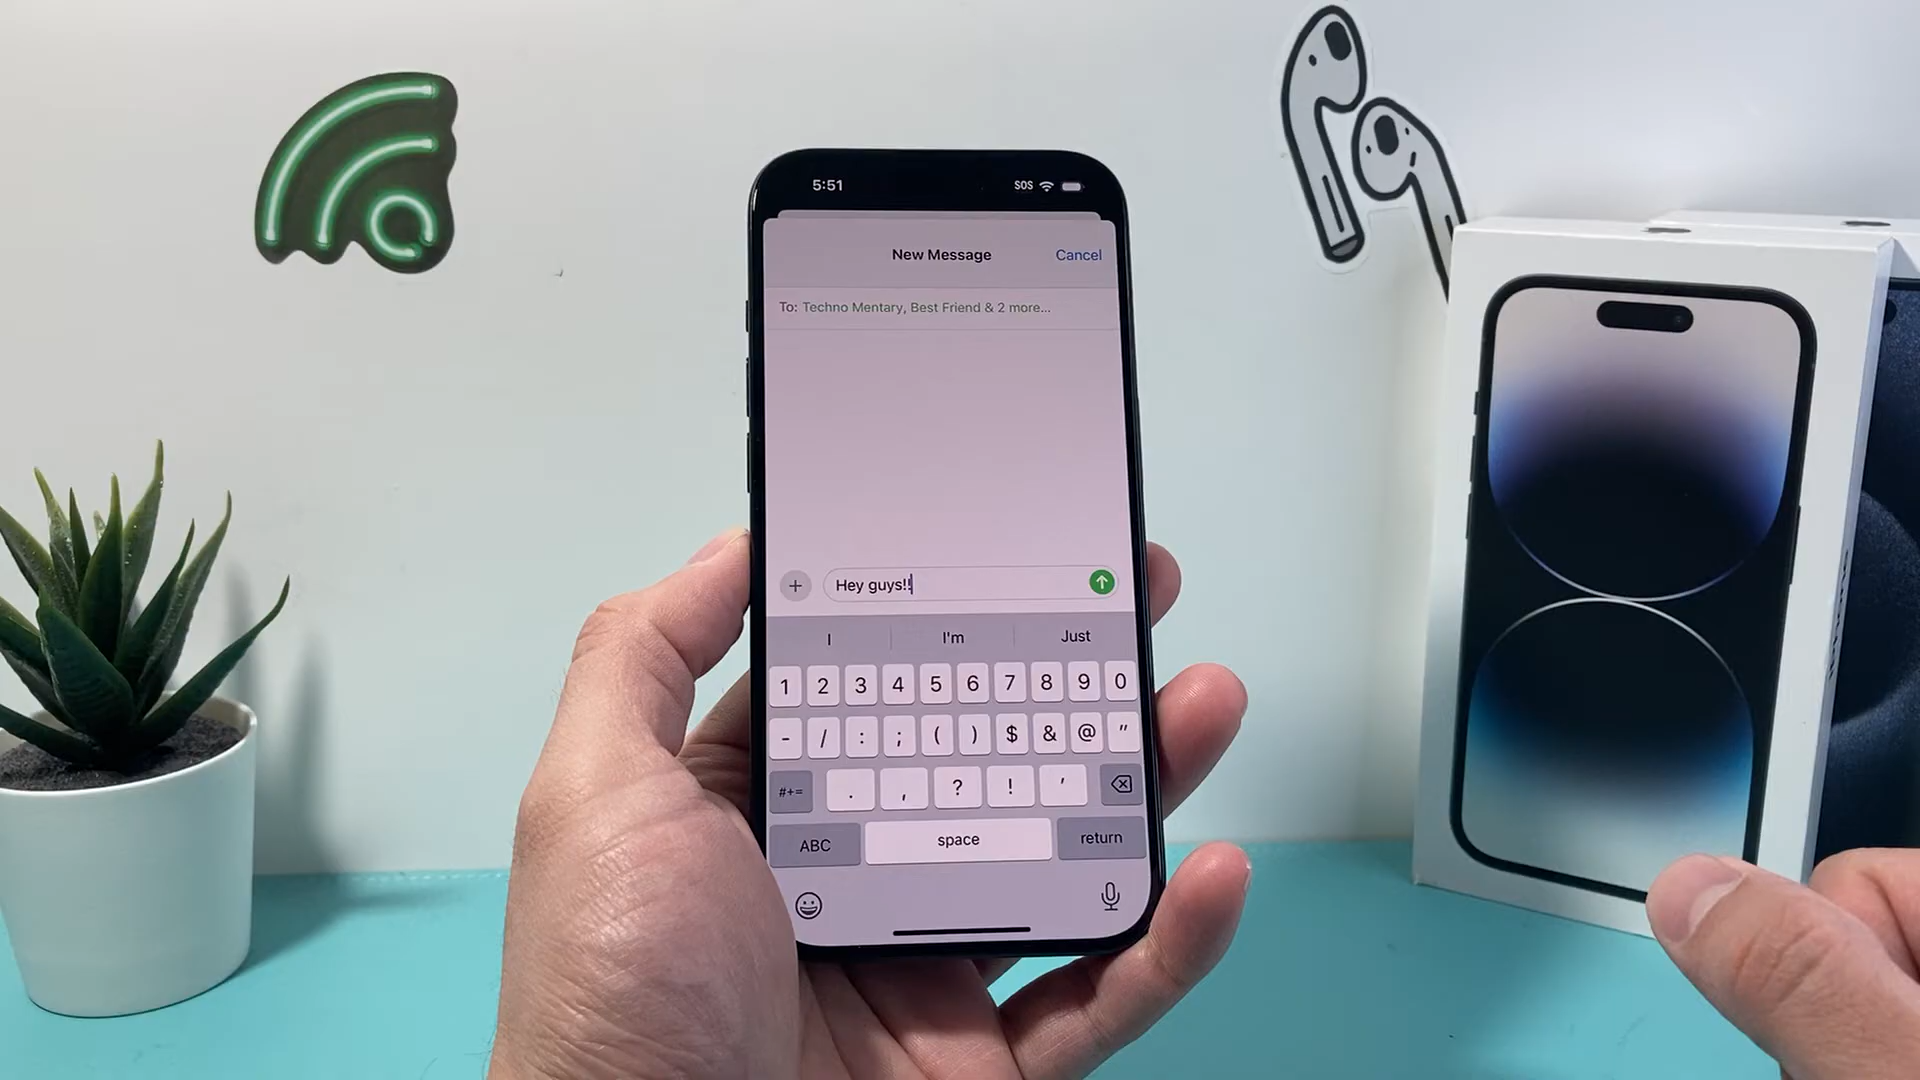 5:51
SOS
New Message
Cancel
To: Techno Mentary, Best Friend & 2 more...
Hey guys!!
I
I'm
Just
1 2 3 4 5 6 7 8 9 0
- / : ; ( ) $ & @ "
#+= . , ? ! '
ABC space return
iPhone